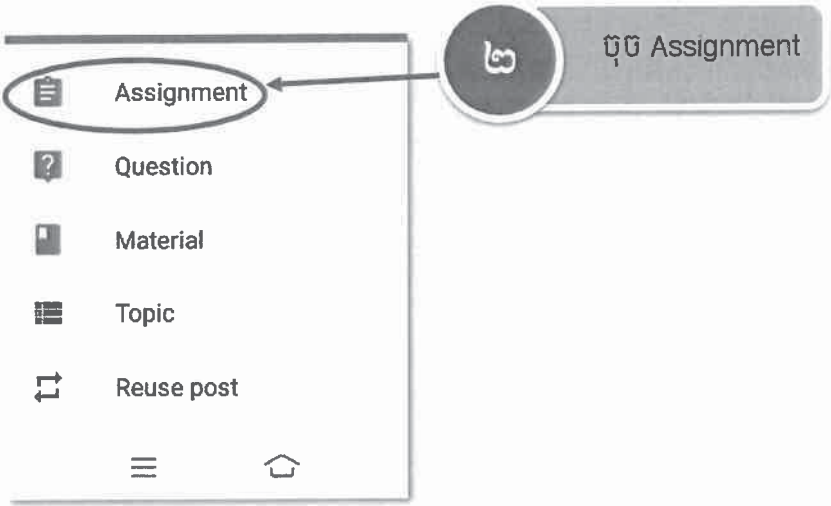 ២
ចុច Assignment
Assignment
Question
Material
Topic
Reuse post